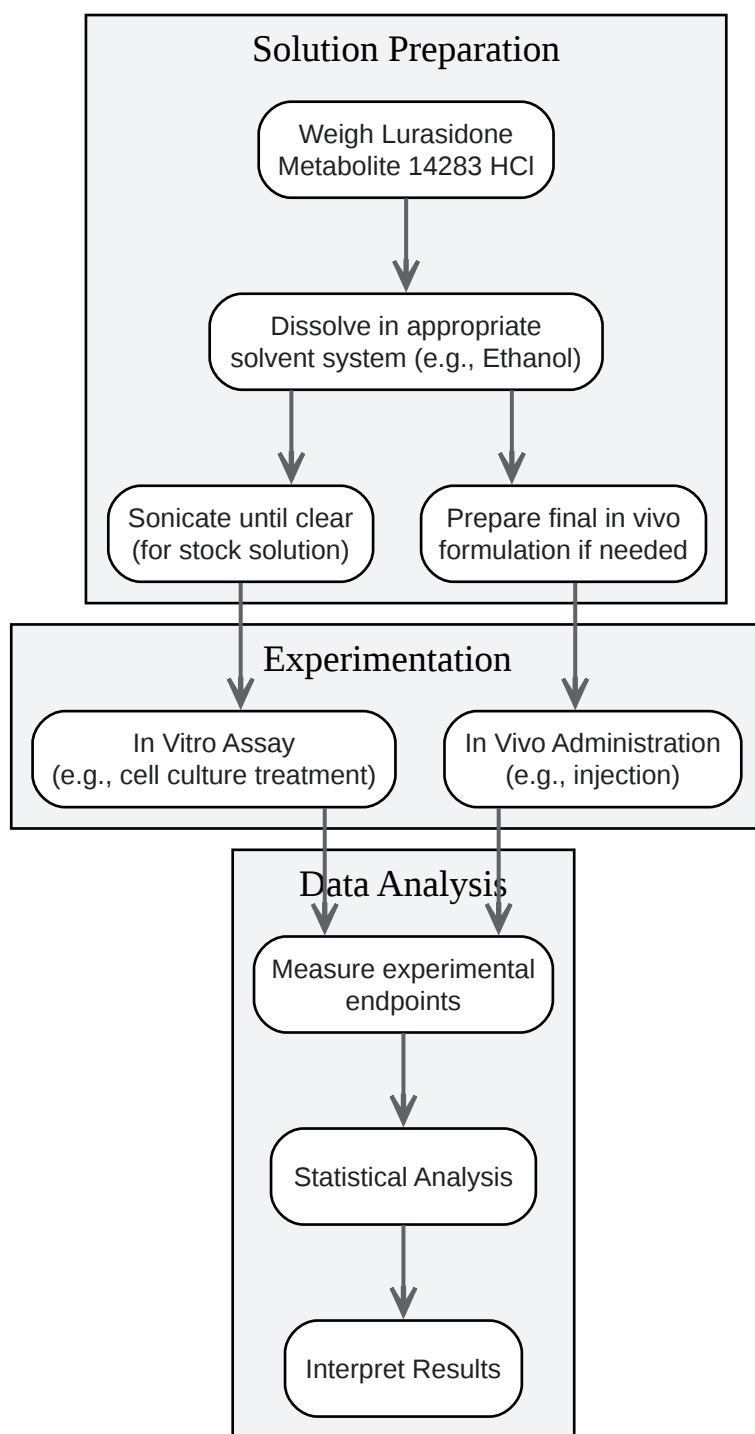 Solution Preparation
Weigh Lurasidone
Metabolite 14283 HCl
Dissolve in appropriate
solvent system (e.g., Ethanol)
Sonicate until clear
(for stock solution)
Prepare final in vivo
formulation if needed
Experimentation
In Vitro Assay
(e.g., cell culture treatment)
In Vivo Administration
(e.g., injection)
Data Analysis
Measure experimental
endpoints
Statistical Analysis
Interpret Results